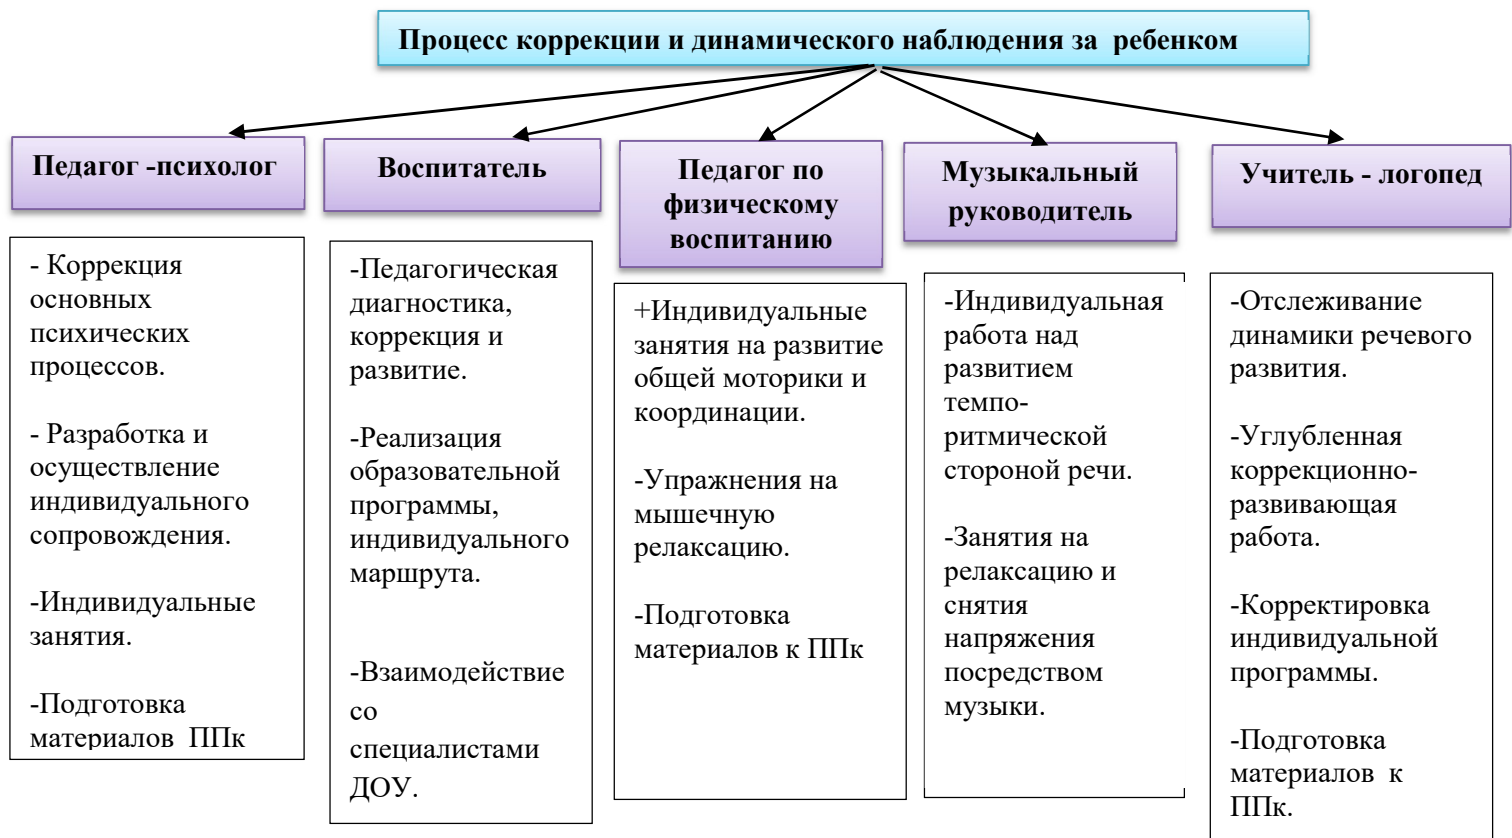 Процесс коррекции и динамического наблюдения за ребенком
Педагог -психолог
- Коррекция
основных
психических
процессов.
- Разработка и
осуществление
индивидуального
сопровождения.
-Индивидуальные
занятия.
-Подготовка
материалов ППк
Воспитатель
-Педагогическая
диагностика,
коррекция и
развитие.
-Реализация
образовательной
программы,
индивидуального
маршрута.
-Взаимодействие
со
специалистами
ДОУ.
Педагог по
физическому
воспитанию
+Индивидуальные
занятия на развитие
общей моторики и
координации.
-Упражнения на
мышечную
релаксацию.
-Подготовка
материалов к ППк
Музыкальный
руководитель
-Индивидуальная
работа над
развитием
темпо-
ритмической
стороной речи.
-Занятия на
релаксацию и
снятия
напряжения
посредством
музыки.
Учитель - логопед
-Отслеживание
динамики речевого
развития.
-Углубленная
коррекционно-
развивающая
работа.
-Корректировка
индивидуальной
программы.
-Подготовка
материалов к
ППк.